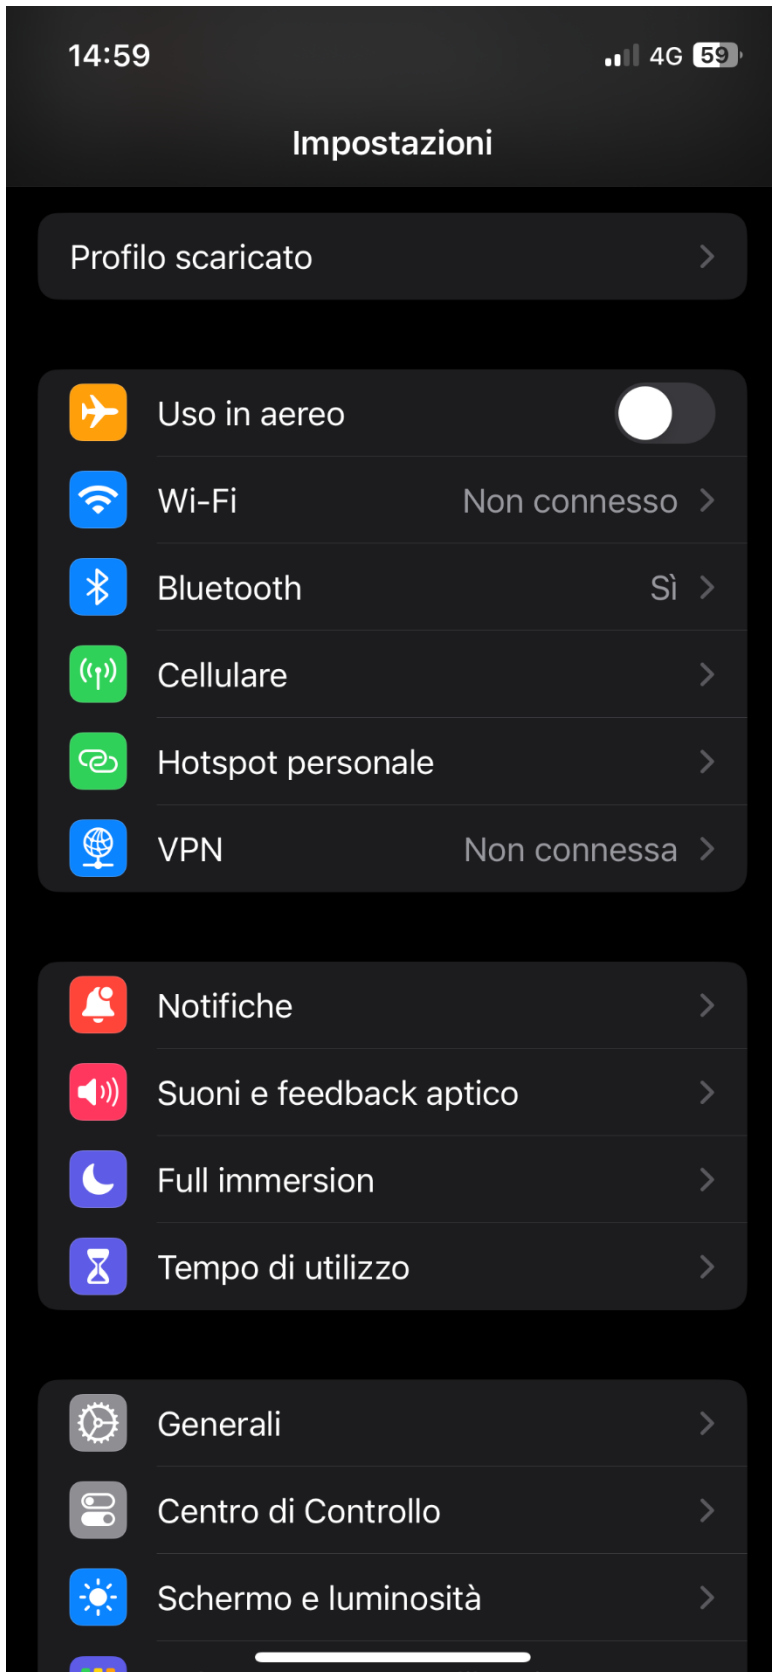 14:59
4G 59
Impostazioni
Profilo scaricato
Uso in aereo
Wi-Fi Non connesso
Bluetooth Sì
Cellulare
Hotspot personale
VPN Non connessa
Notifiche
Suoni e feedback aptico
Full immersion
Tempo di utilizzo
Generali
Centro di Controllo
Schermo e luminosità